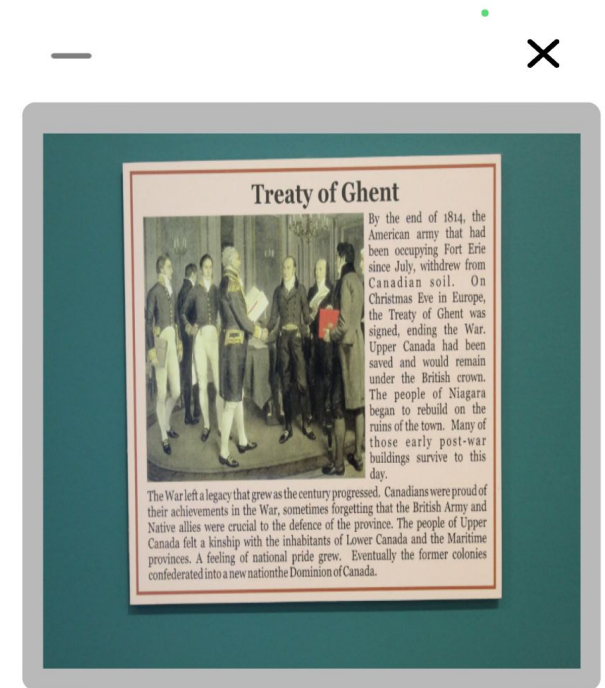 Treaty of Ghent
By the end of 1814, the
American army that had
been occupying Fort Erie
since July, withdrew from
Canadian soil. On
Christmas Eve in Europe,
the Treaty of Ghent was
signed, ending the War.
Upper Canada had been
saved and would remain
under the British crown.
The people of Niagara
began to rebuild on the
ruins of the town. Many of
those early post-war
buildings survive to this
day.
The War left a legacy that grew as the century progressed. Canadians were proud of
their achievements in the War, sometimes forgetting that the British Army and
Native allies were crucial to the defence of the province. The people of Upper
Canada felt a kinship with the inhabitants of Lower Canada and the Maritime
provinces. A feeling of national pride grew. Eventually the former colonies
confederated into a new nationthe Dominion of Canada.